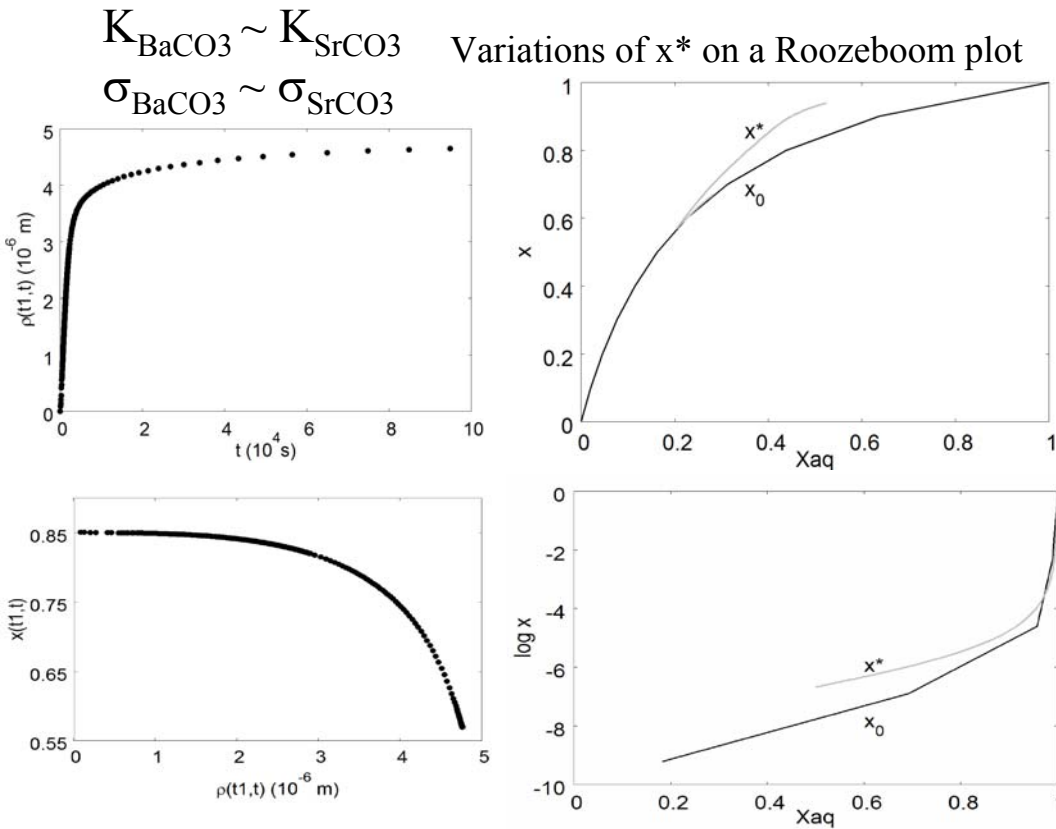 K_BaCO3 ~ K_SrCO3
σ_BaCO3 ~ σ_SrCO3
Variations of x* on a Roozeboom plot
5
4
3
2
1
0
ρ(t1,t) (10^-6 m)
0 2 4 6 8 10
t (10^4 s)
1
0.8
0.6
0.4
0.2
0
x
x*
x_0
0 0.2 0.4 0.6 0.8 1
Xaq
0.85
0.75
0.65
0.55
x(t1,t)
0 1 2 3 4 5
ρ(t1,t) (10^-6 m)
0
-2
-4
-6
-8
-10
log x
x*
x_0
0 0.2 0.4 0.6 0.8
Xaq